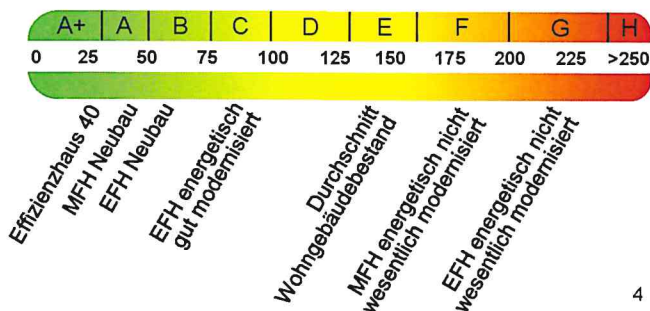 A+ A B C D E F G H
0 25 50 75 100 125 150 175 200 225 >250
Effizienzhaus 40
MFH Neubau
EFH Neubau
EFH energetisch
gut modernisiert
Durchschnitt
Wohngebäudebestand
MFH energetisch nicht
wesentlich modernisiert
EFH energetisch nicht
wesentlich modernisiert
4